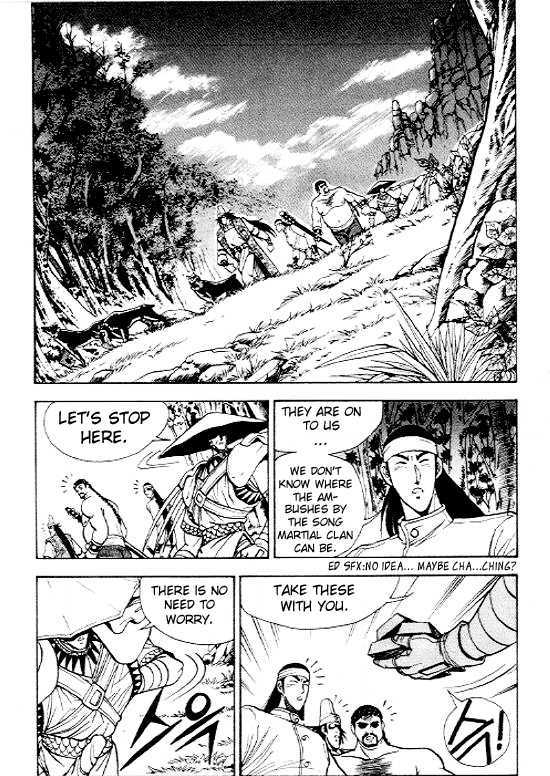 THEY ARE ON
TO US
...
WE DON'T
KNOW WHERE
THE AM-
BUSHES BY
THE SONG
MARTIAL CLAN
CAN BE.
LET'S STOP
HERE.
ED SFX:NO IDEA... MAYBE CHA...CHING?
TAKE THESE
WITH YOU.
THERE IS NO
NEED TO
WORRY.